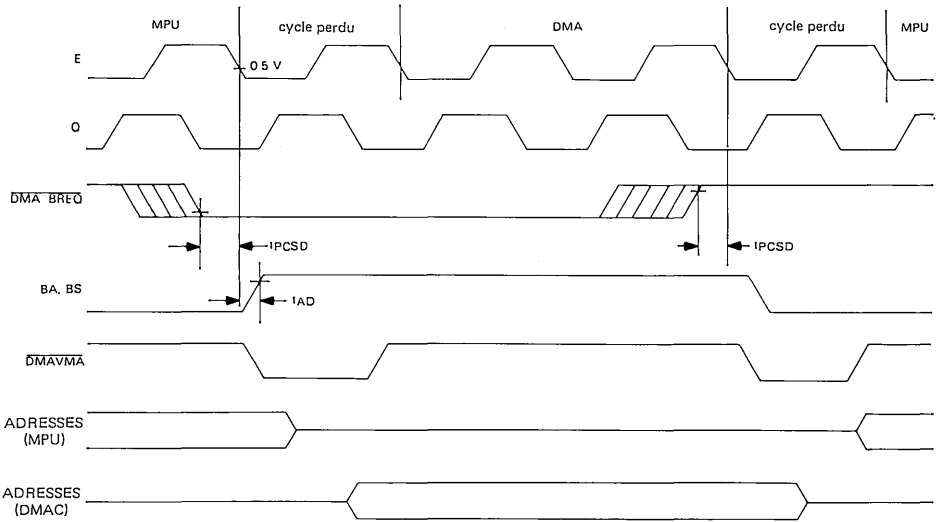 MPU cycle perdu DMA cycle perdu MPU
E
0 5 V
Q
DMA BREQ
tPCSD tPCSD
BA, BS
tAD
DMAVMA
ADRESSES
(MPU)
ADRESSES
(DMAC)